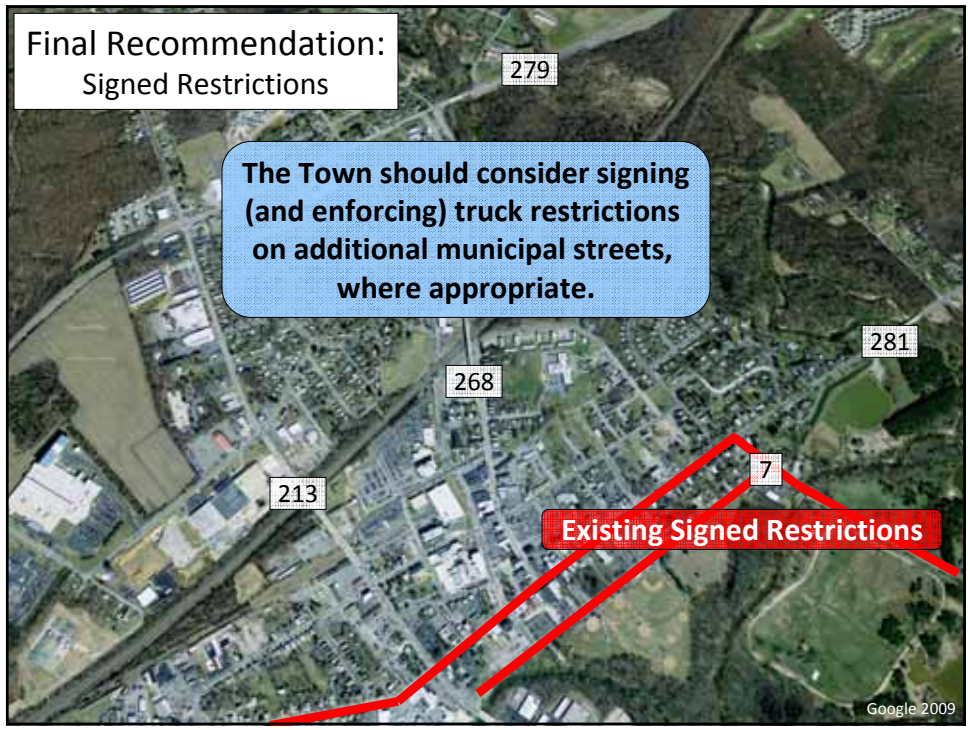 Final Recommendation:
Signed Restrictions
279
The Town should consider signing
(and enforcing) truck restrictions
on additional municipal streets,
where appropriate.
281
268
7
213
Existing Signed Restrictions
Google 2009